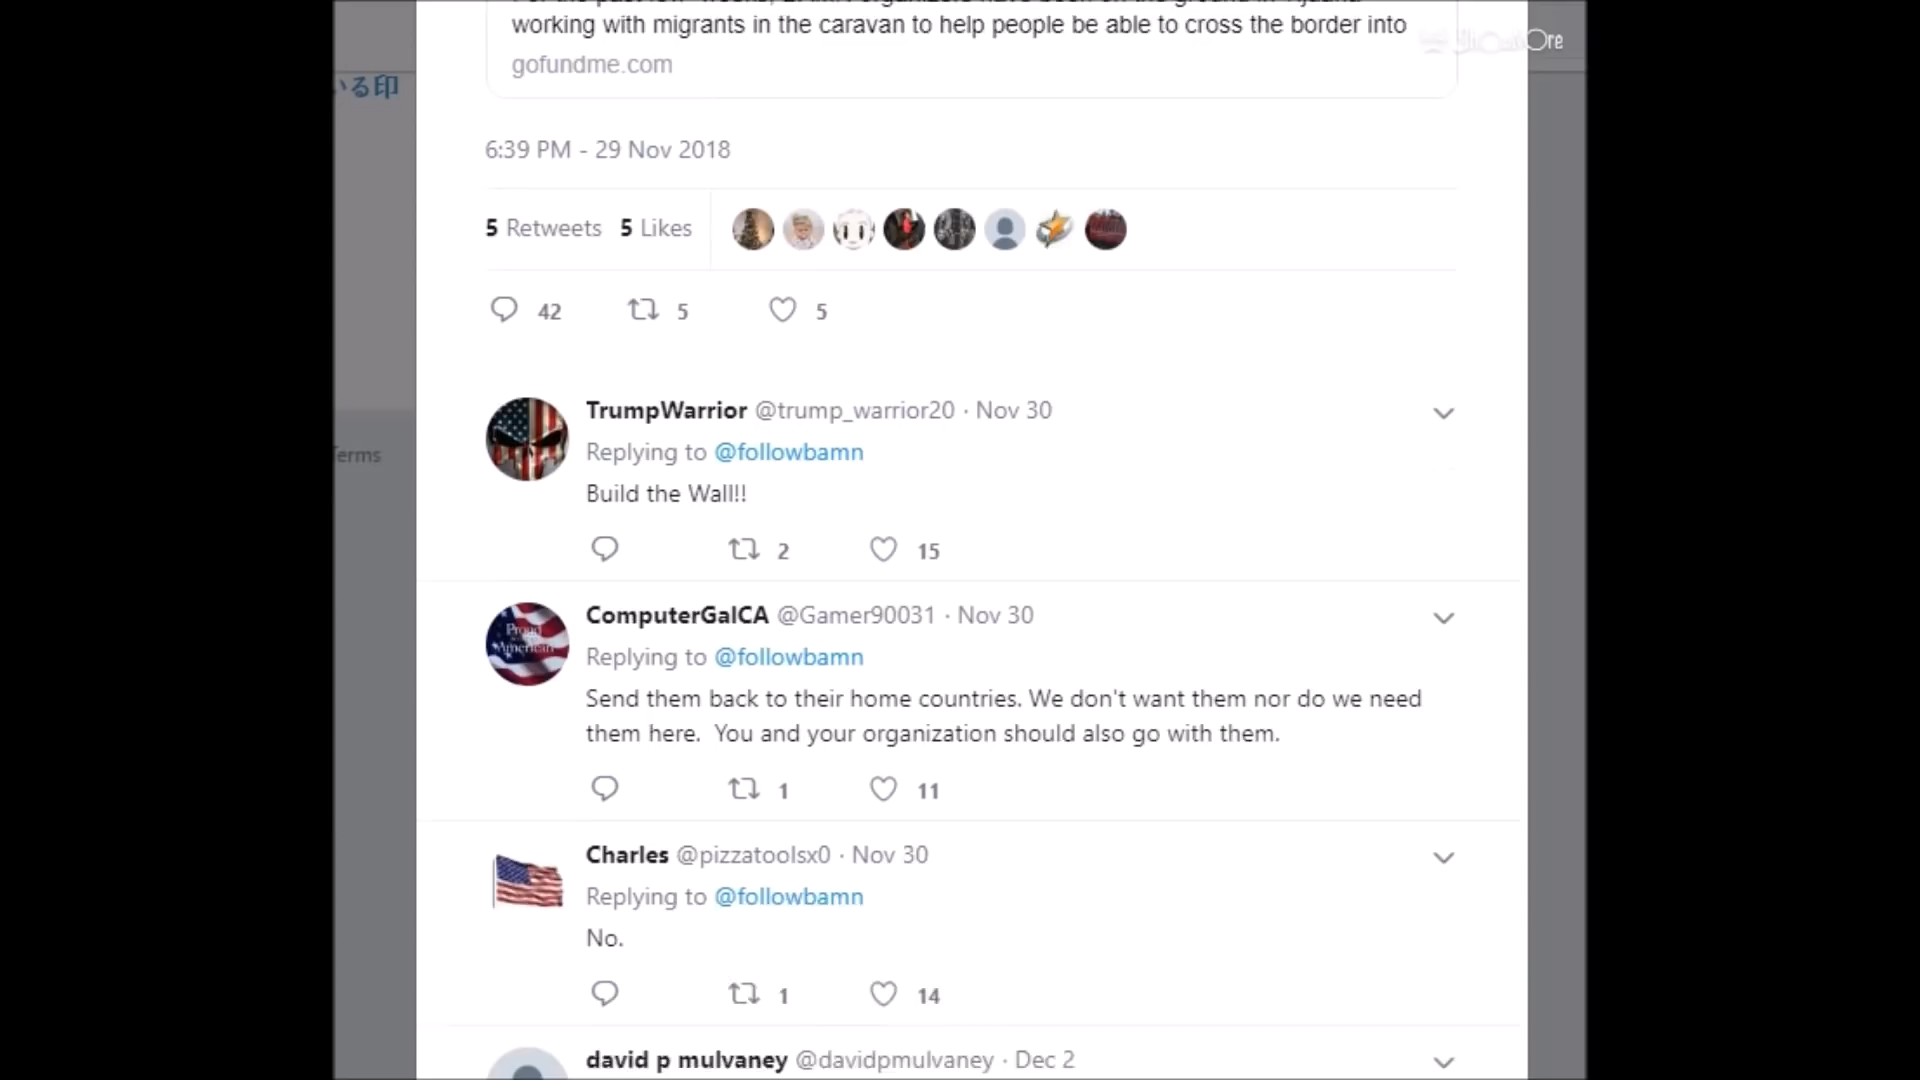 working with migrants in the caravan to help people be able to cross the border into
gofundme.com
いる印
6:39 PM - 29 Nov 2018
5 Retweets 5 Likes
42 5 5
TrumpWarrior @trump_warrior20 · Nov 30
Replying to @followbamn
Build the Wall!!
2 15
Terms
ComputerGalCA @Gamer90031 · Nov 30
Proud
American
Replying to @followbamn
Send them back to their home countries. We don't want them nor do we need
them here. You and your organization should also go with them.
1 11
Charles @pizzatoolsx0 · Nov 30
Replying to @followbamn
No.
1 14
david p mulvaney @davidpmulvaney · Dec 2